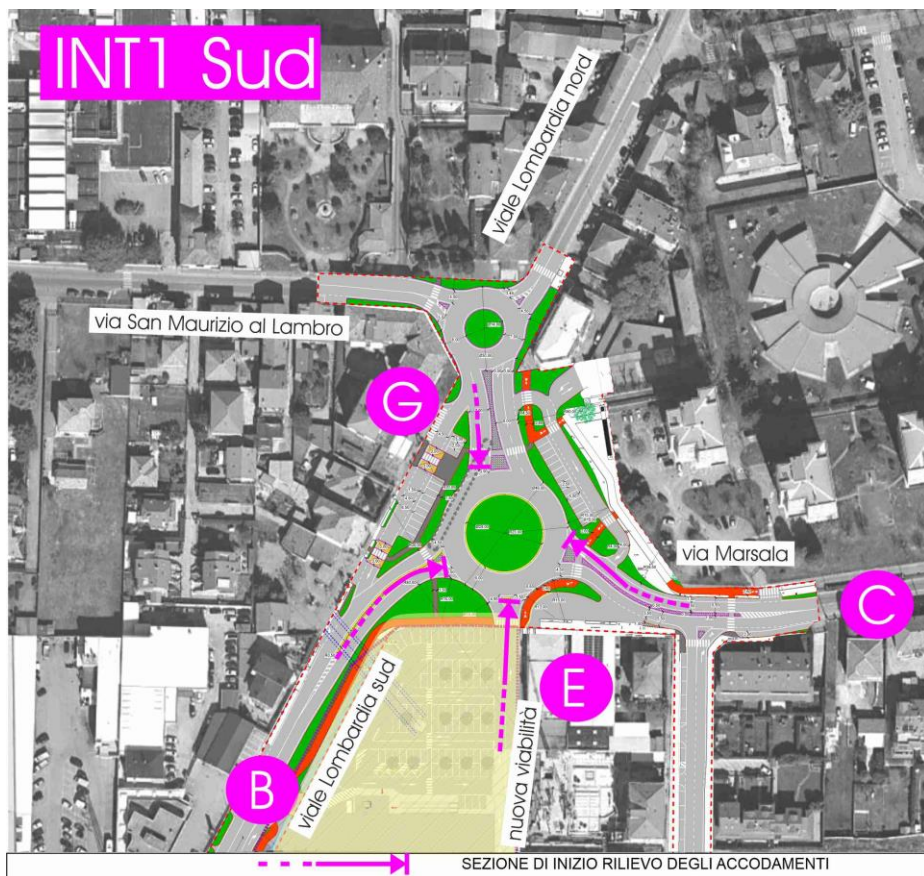 INT1 Sud
viale Lombardia nord
via San Maurizio al Lambro
G
via Marsala
C
E
viale Lombardia sud
nuova viabilità
B
SEZIONE DI INIZIO RILIEVO DEGLI ACCODAMENTI